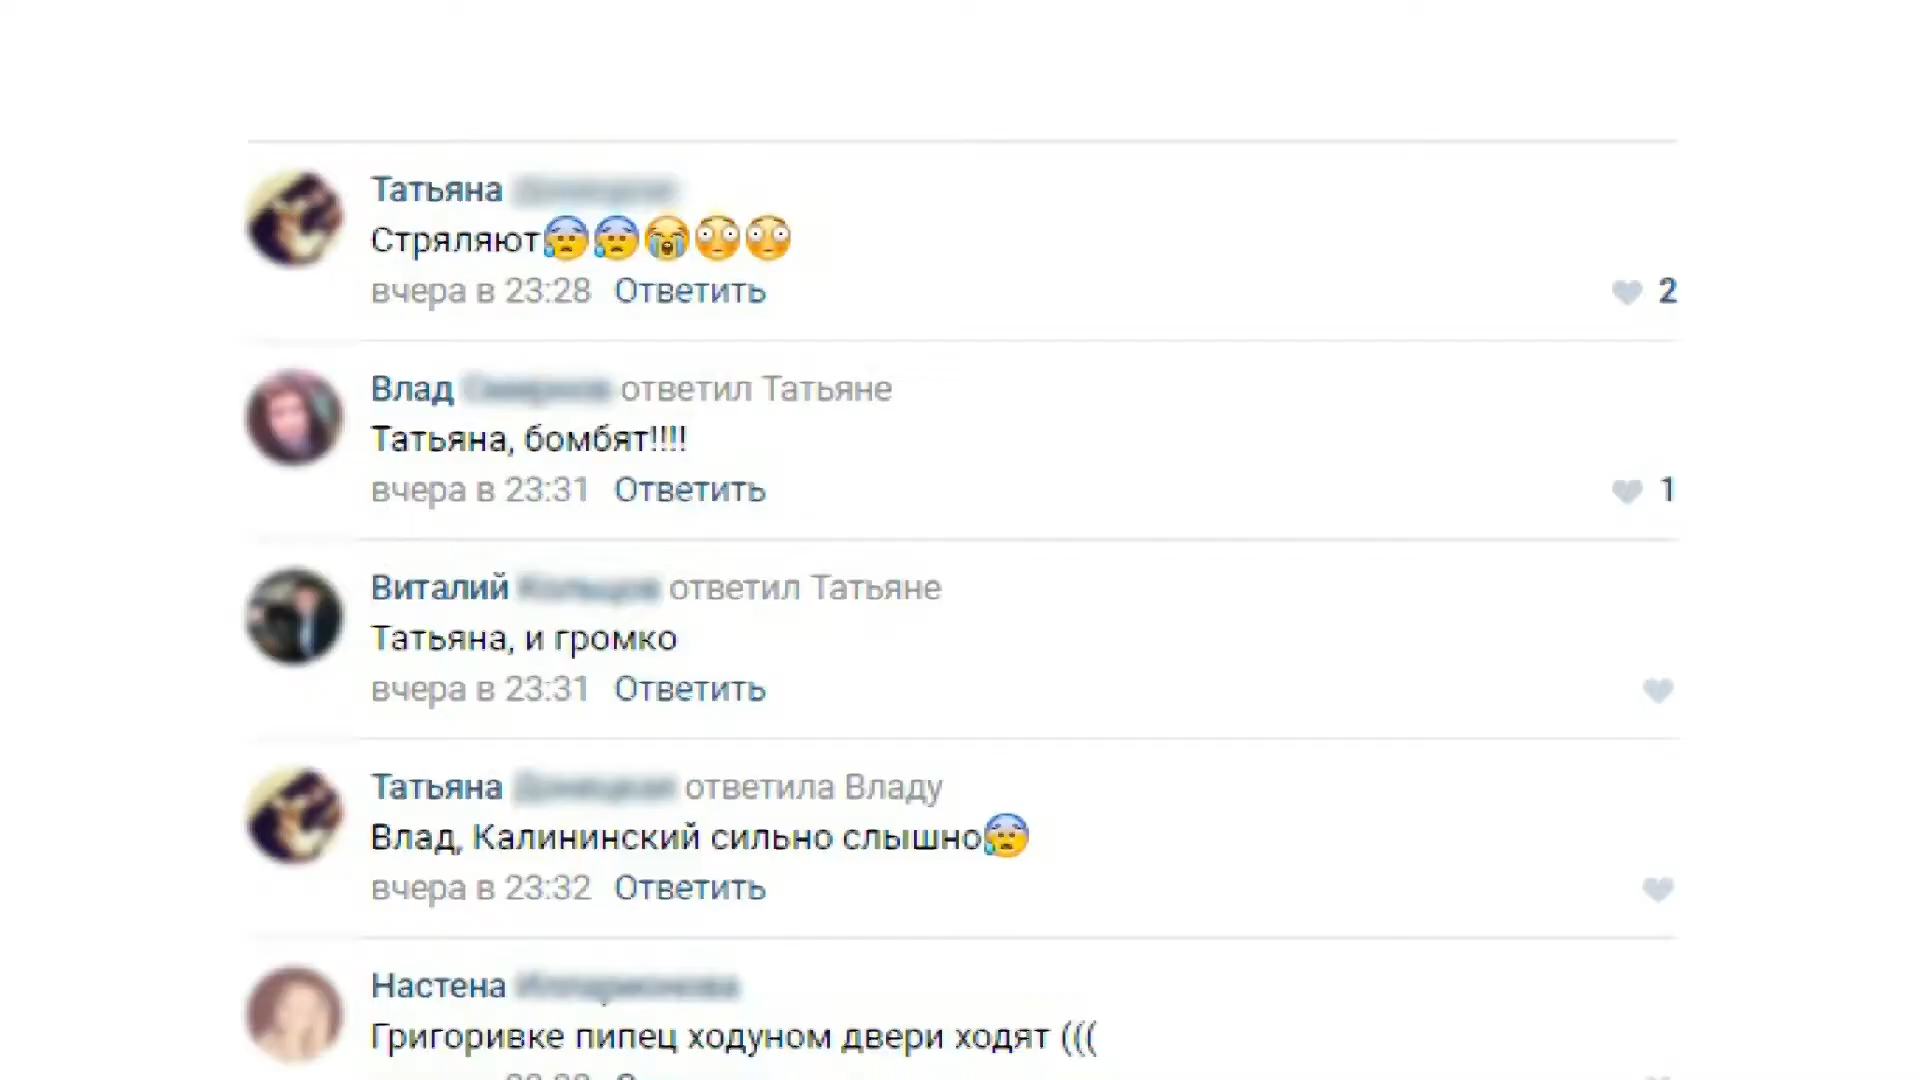 Татьяна
Стряляют😰😰😭😳😳
вчера в 23:28 Ответить
2
Влад ответил Татьяне
Татьяна, бомбят!!!!
вчера в 23:31 Ответить
1
Виталий ответил Татьяне
Татьяна, и громко
вчера в 23:31 Ответить
Татьяна ответила Владу
Влад, Калининский сильно слышно😰
вчера в 23:32 Ответить
Настена
Григоривке пипец ходуном двери ходят (((